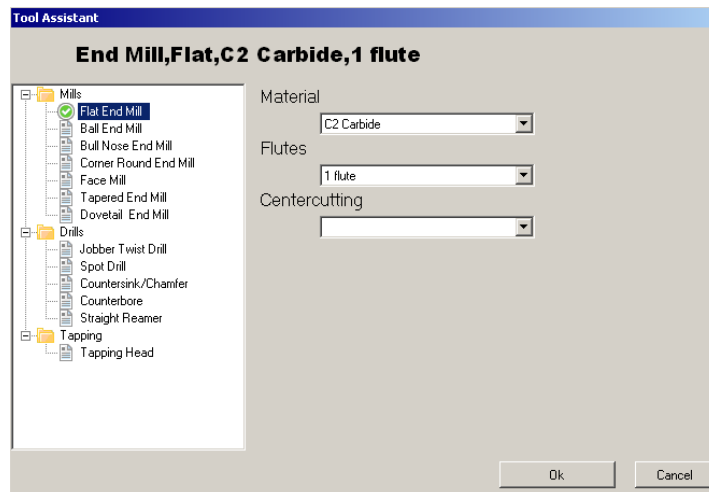 Tool Assistant
End Mill,Flat,C2 Carbide,1 flute
Mills
Flat End Mill
Ball End Mill
Bull Nose End Mill
Corner Round End Mill
Face Mill
Tapered End Mill
Dovetail End Mill
Drills
Jobber Twist Drill
Spot Drill
Countersink/Chamfer
Counterbore
Straight Reamer
Tapping
Tapping Head
Material
C2 Carbide
Flutes
1 flute
Centercutting
Ok
Cancel